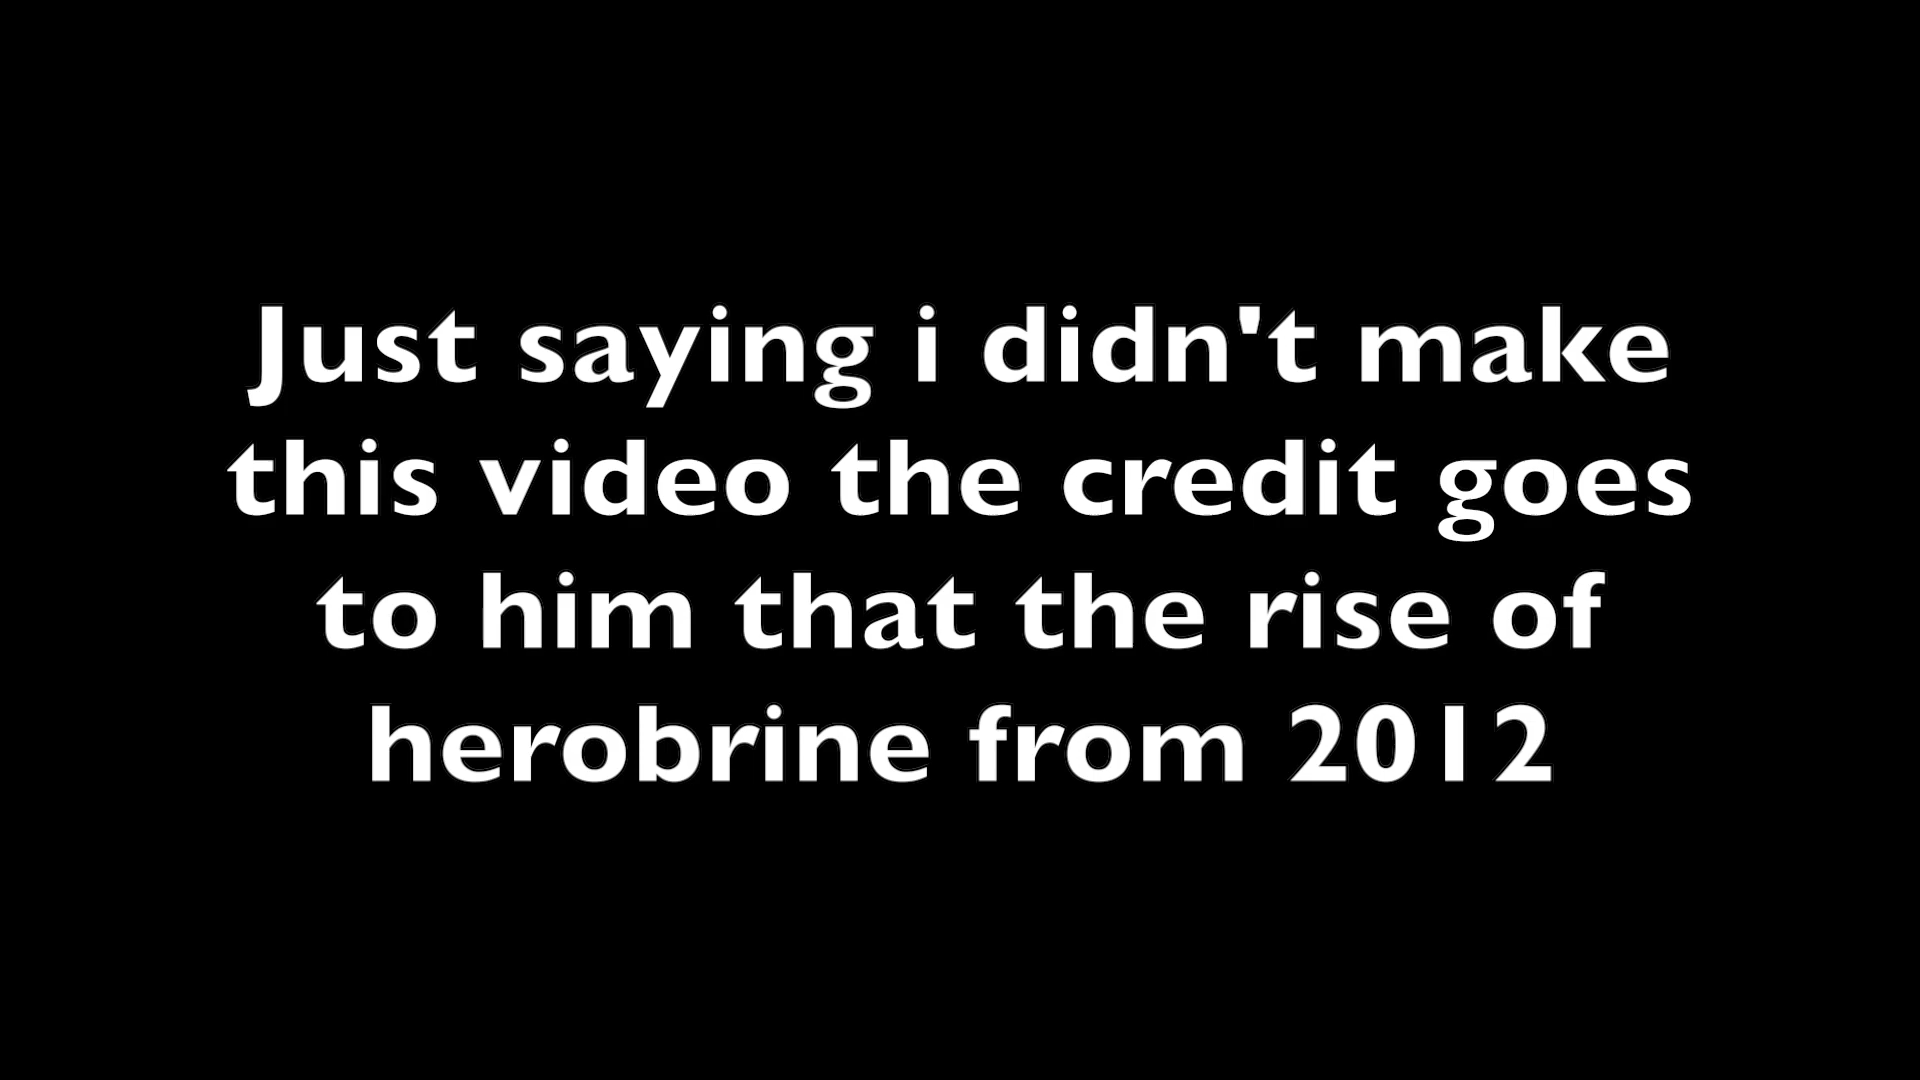 Just saying i didn't make
this video the credit goes
to him that the rise of
herobrine from 2012